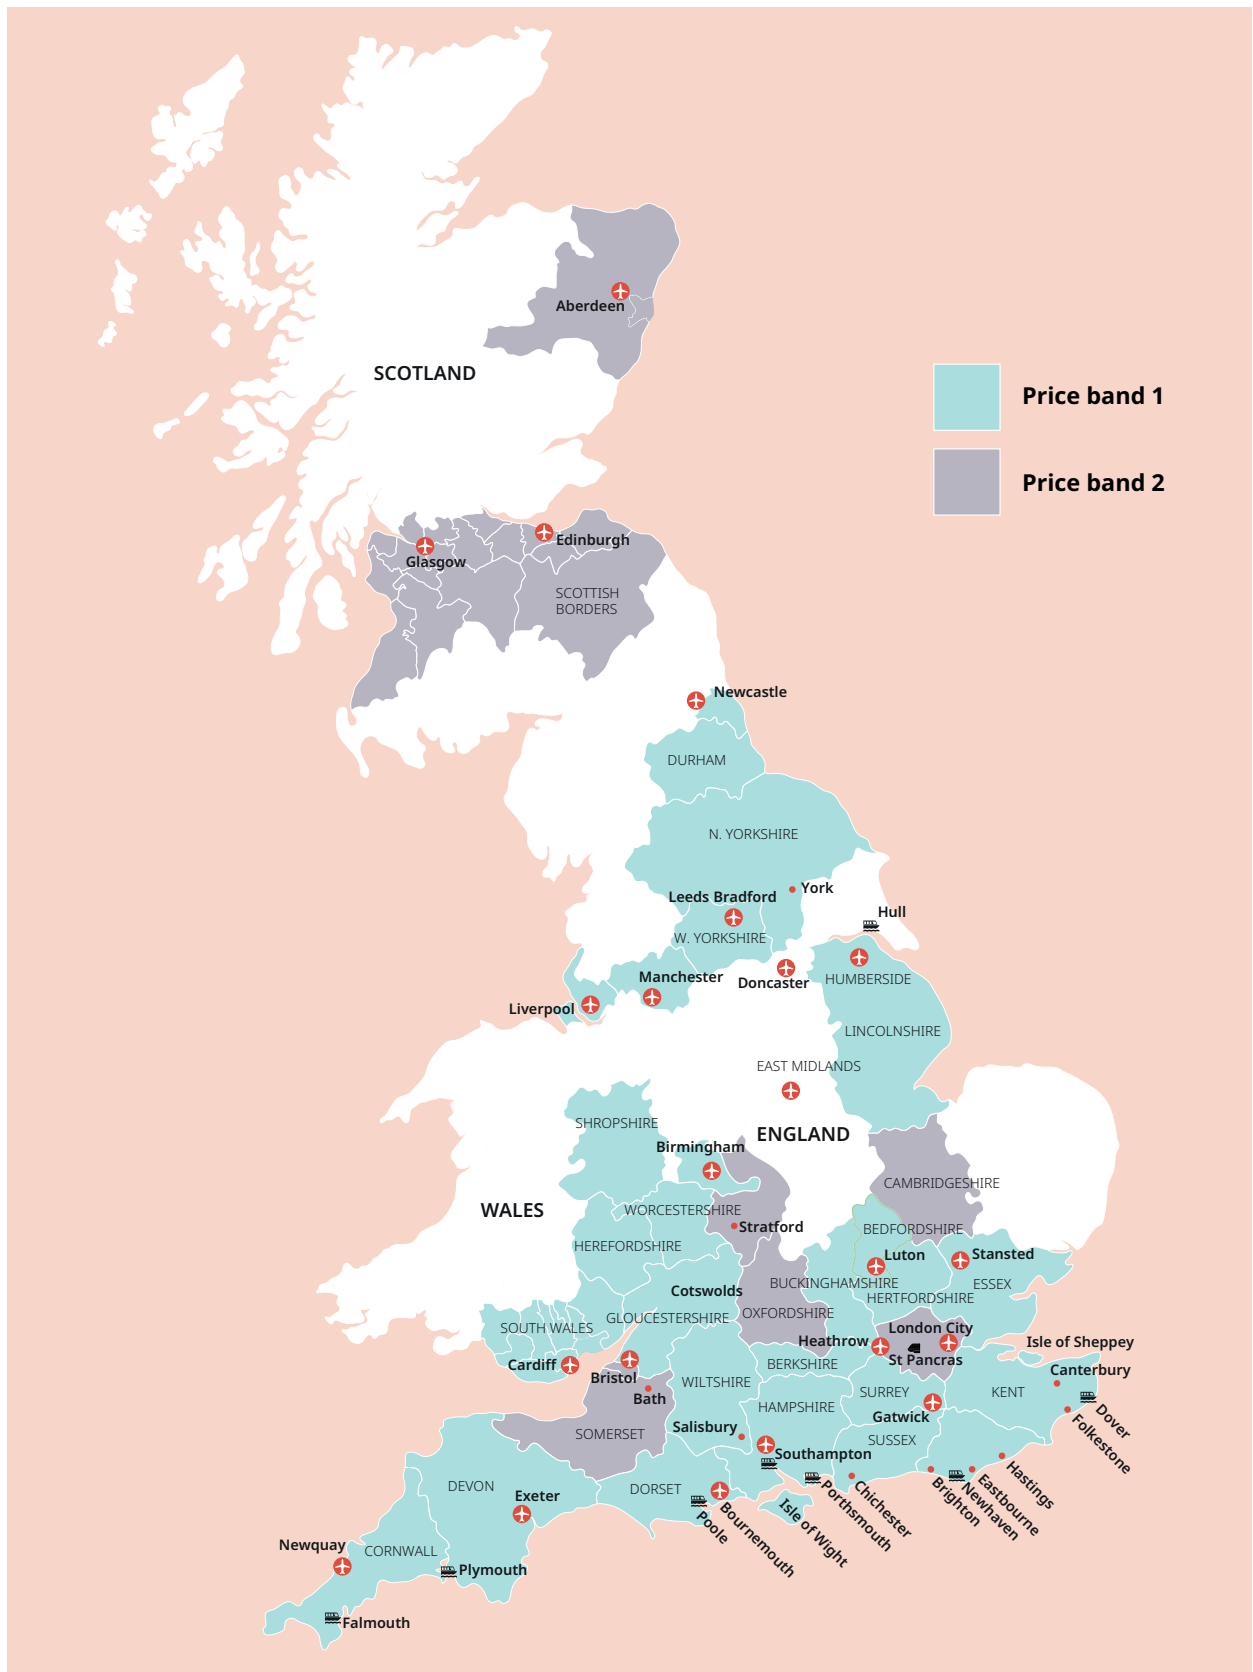 Aberdeen
SCOTLAND
Price band 1
Price band 2
Edinburgh
Glasgow
SCOTTISH
BORDERS
Newcastle
DURHAM
N. YORKSHIRE
York
Leeds Bradford
Hull
W. YORKSHIRE
Manchester
Doncaster
HUMBERSIDE
Liverpool
LINCOLNSHIRE
EAST MIDLANDS
SHROPSHIRE
ENGLAND
Birmingham
CAMBRIDGESHIRE
WALES
WORCESTERSHIRE
Stratford
BEDFORDSHIRE
HEREFORDSHIRE
Luton
Stansted
BUCKINGHAMSHIRE
ESSEX
Cotswolds
HERTFORDSHIRE
OXFORDSHIRE
GLOUCESTERSHIRE
SOUTH WALES
London City
Heathrow
Isle of Sheppey
St Pancras
Cardiff
BERKSHIRE
Canterbury
Bristol
WILTSHIRE
SURREY
KENT
Bath
HAMPSHIRE
Gatwick
Dover
Folkestone
Salisbury
SOMERSET
SUSSEX
Southampton
Hastings
Eastbourne
Newhaven
Brighton
Chichester
Porthsmouth
Isle of Wight
DEVON
DORSET
Exeter
Bournemouth
Poole
Newquay
CORNWALL
Plymouth
Falmouth